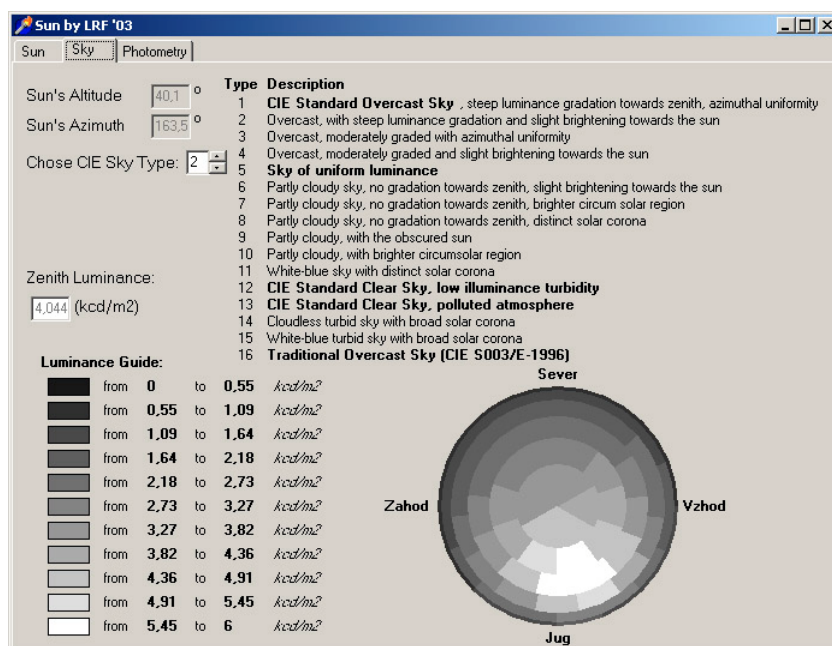 Sun by LRF '03
Sun Sky Photometry
Sun's Altitude 40,1 °
Sun's Azimuth 163,5 °
Chose CIE Sky Type: 2
Zenith Luminance:
4,044 (kcd/m2)
Type Description
1 CIE Standard Overcast Sky , steep luminance gradation towards zenith, azimuthal uniformity
2 Overcast, with steep luminance gradation and slight brightening towards the sun
3 Overcast, moderately graded with azimuthal uniformity
4 Overcast, moderately graded and slight brightening towards the sun
5 Sky of uniform luminance
6 Partly cloudy sky, no gradation towards zenith, slight brightening towards the sun
7 Partly cloudy sky, no gradation towards zenith, brighter circum solar region
8 Partly cloudy sky, no gradation towards zenith, distinct solar corona
9 Partly cloudy, with the obscured sun
10 Partly cloudy, with brighter circumsolar region
11 White-blue sky with distinct solar corona
12 CIE Standard Clear Sky, low illuminance turbidity
13 CIE Standard Clear Sky, polluted atmosphere
14 Cloudless turbid sky with broad solar corona
15 White-blue turbid sky with broad solar corona
16 Traditional Overcast Sky (CIE S003/E-1996)
Luminance Guide:
from 0 to 0,55 kcd/m2
from 0,55 to 1,09 kcd/m2
from 1,09 to 1,64 kcd/m2
from 1,64 to 2,18 kcd/m2
from 2,18 to 2,73 kcd/m2
from 2,73 to 3,27 kcd/m2
from 3,27 to 3,82 kcd/m2
from 3,82 to 4,36 kcd/m2
from 4,36 to 4,91 kcd/m2
from 4,91 to 5,45 kcd/m2
from 5,45 to 6 kcd/m2
Sever
Zahod Vzhod
Jug